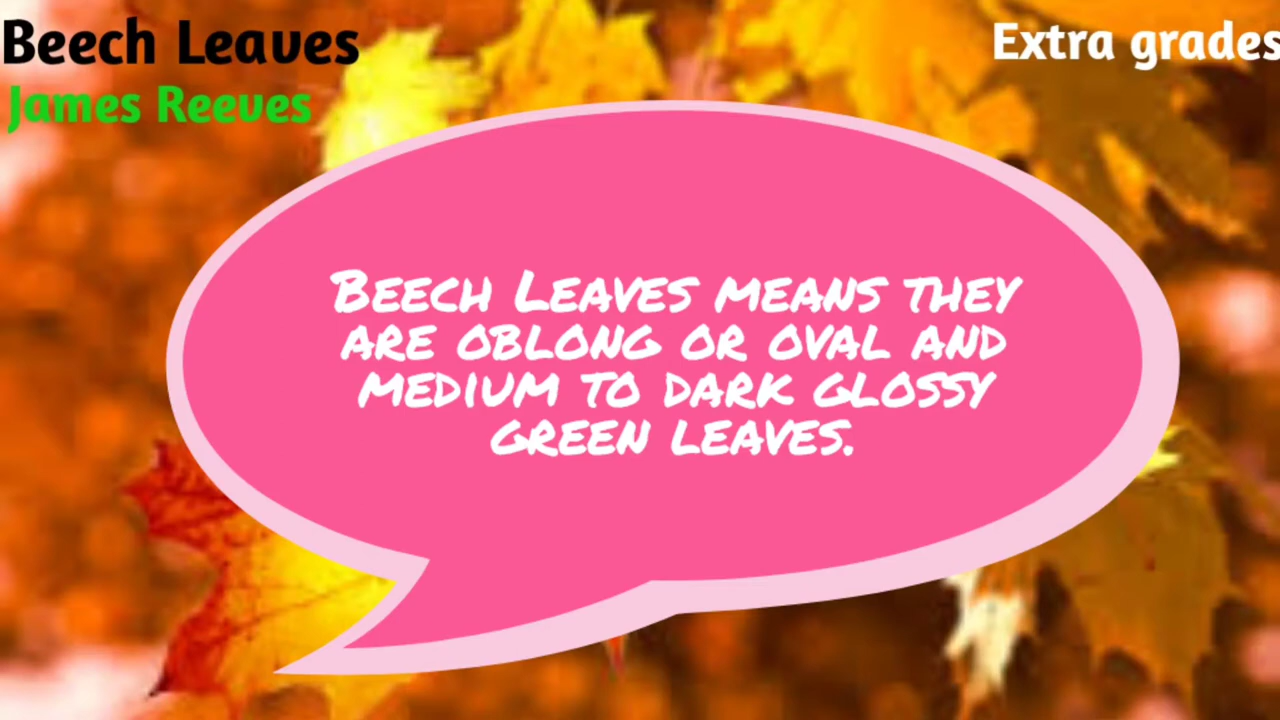 Beech Leaves
James Reeves
Extra grades
Beech Leaves means they
are oblong or oval and
medium to dark glossy
green leaves.